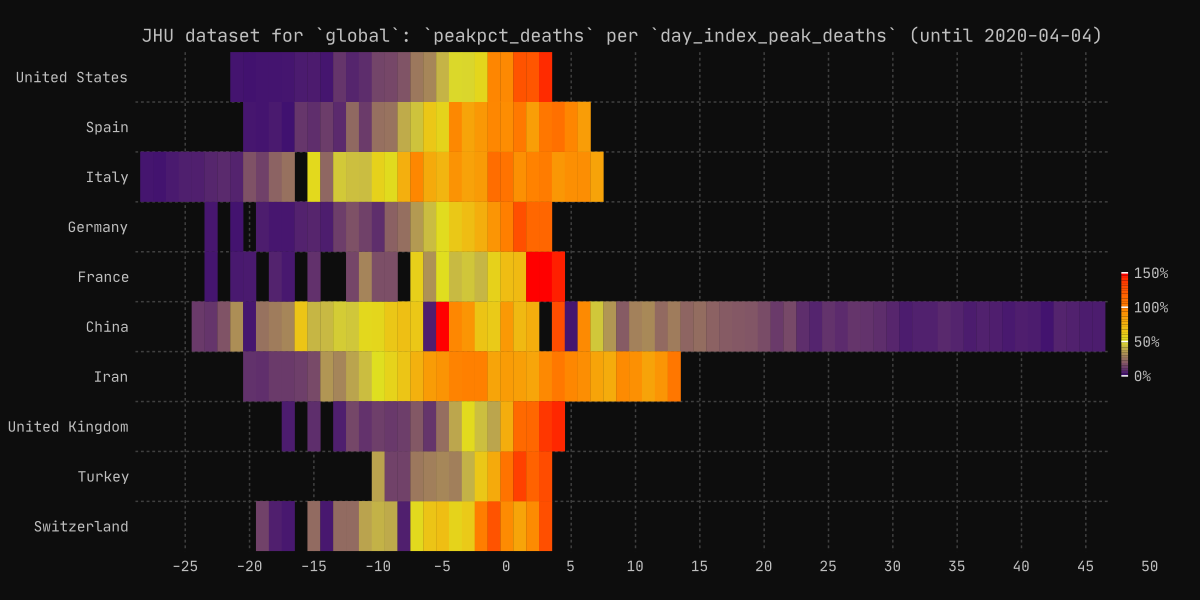 JHU dataset for `global`: `peakpct_deaths` per `day_index_peak_deaths` (until 2020-04-04)
United States
Spain
Italy
Germany
France
China
Iran
United Kingdom
Turkey
Switzerland
150%
100%
50%
0%
-25 -20 -15 -10 -5 0 5 10 15 20 25 30 35 40 45 50